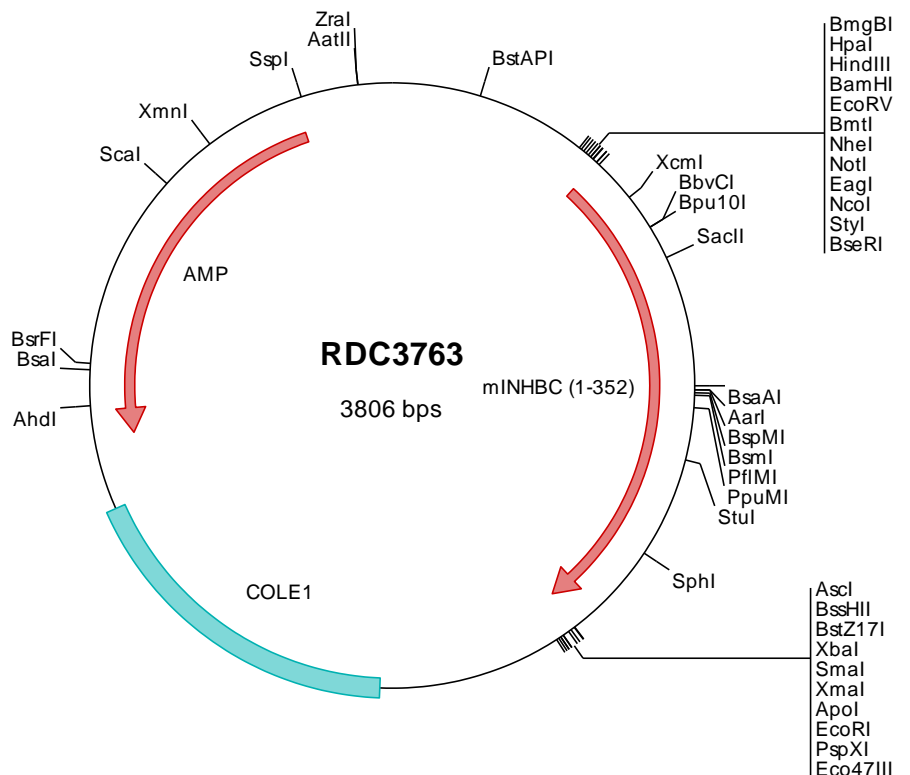 ZraI
AatII
SspI
BstAPI
XmnI
ScaI
BmgBI
HpaI
HindIII
BamHI
EcoRV
BmtI
NheI
NotI
EagI
NcoI
StyI
BseRI
XcmI
BbvCI
Bpu10I
SacII
AMP
BsrFI
BsaI
AhdI
RDC3763
3806 bps
mINHBC (1-352)
BsaAI
AarI
BspMI
BsmI
PflMI
PpuMI
StuI
SphI
COLE1
AscI
BssHII
BstZ17I
XbaI
SmaI
XmaI
ApoI
EcoRI
PspXI
Eco47III